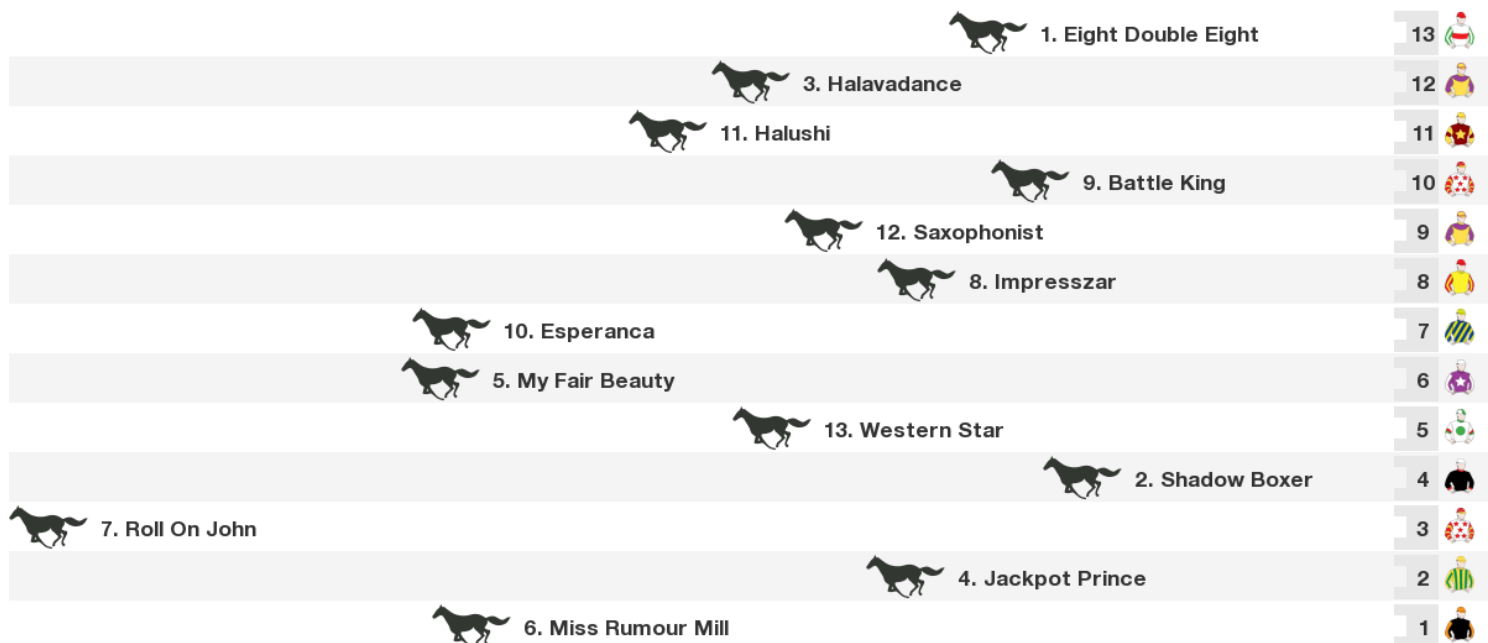 1. Eight Double Eight 13
3. Halavadance 12
11. Halushi 11
9. Battle King 10
12. Saxophonist 9
8. Impresszar 8
10. Esperanca 7
5. My Fair Beauty 6
13. Western Star 5
2. Shadow Boxer 4
7. Roll On John 3
4. Jackpot Prince 2
6. Miss Rumour Mill 1